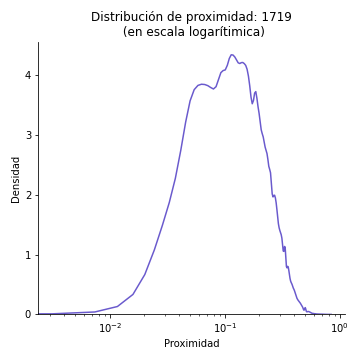 Distribución de proximidad: 1719
(en escala logarítimica)
Densidad
4
3
2
1
0
10⁻²
10⁻¹
10⁰
Proximidad